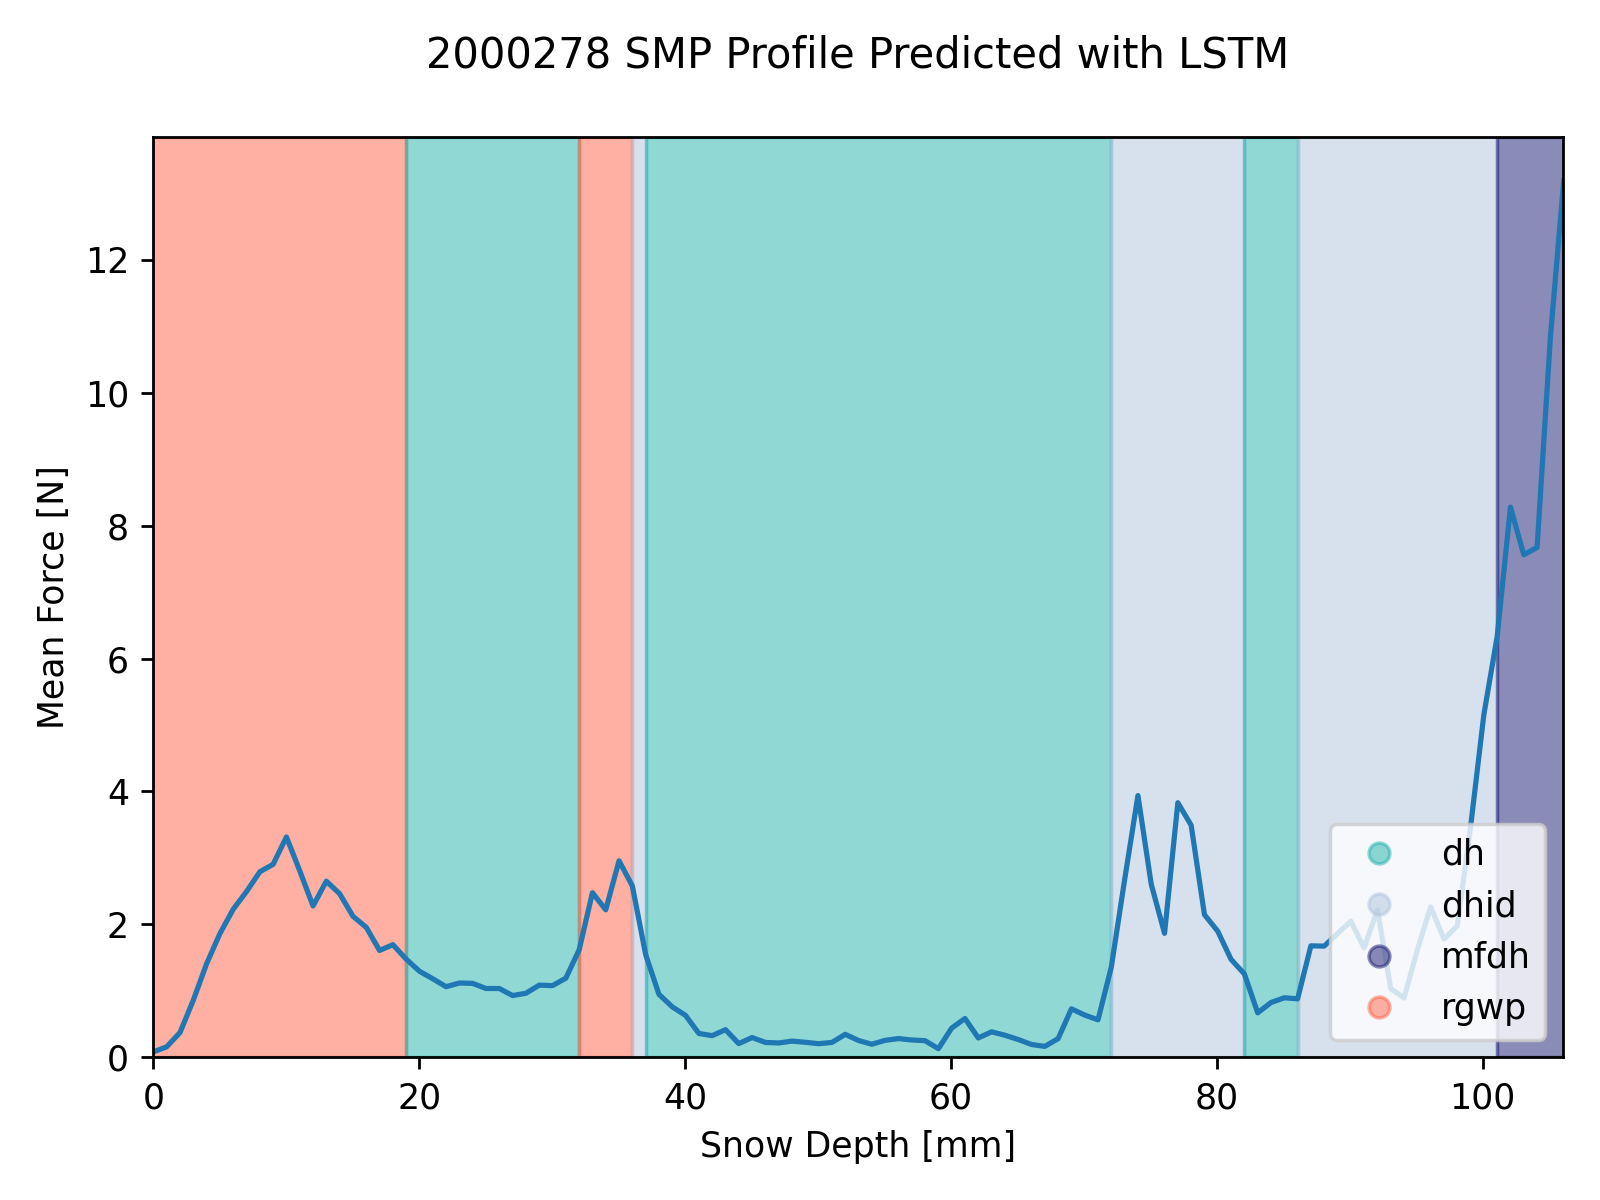 2000278 SMP Profile Predicted with LSTM
Mean Force [N]
12
10
8
6
4
2
0
0 20 40 60 80 100
Snow Depth [mm]
dh
dhid
mfdh
rgwp